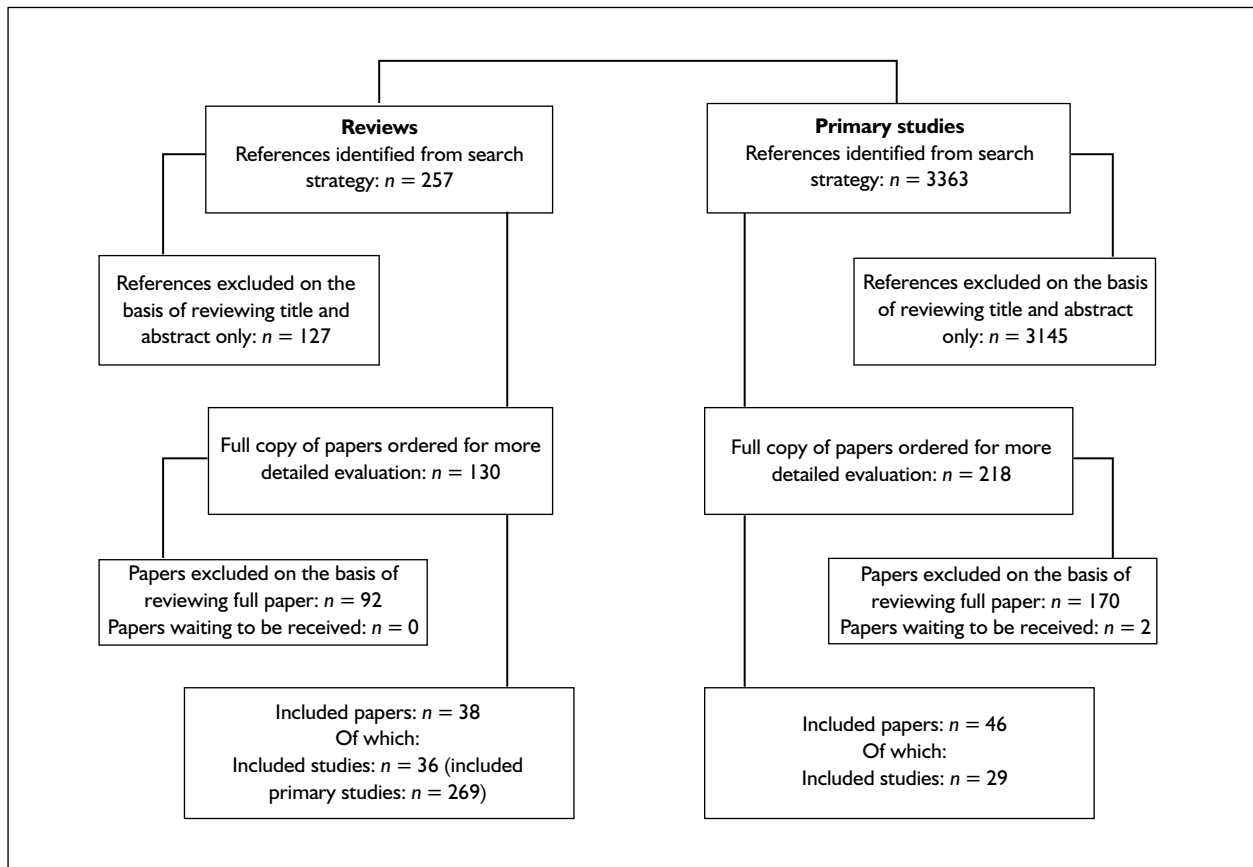 Reviews
References identified from search
strategy: n = 257
Primary studies
References identified from search
strategy: n = 3363
References excluded on the
basis of reviewing title and
abstract only: n = 127
References excluded on the basis
of reviewing title and abstract
only: n = 3145
Full copy of papers ordered for more
detailed evaluation: n = 130
Full copy of papers ordered for more
detailed evaluation: n = 218
Papers excluded on the basis of
reviewing full paper: n = 92
Papers waiting to be received: n = 0
Papers excluded on the basis of
reviewing full paper: n = 170
Papers waiting to be received: n = 2
Included papers: n = 38
Of which:
Included studies: n = 36 (included
primary studies: n = 269)
Included papers: n = 46
Of which:
Included studies: n = 29